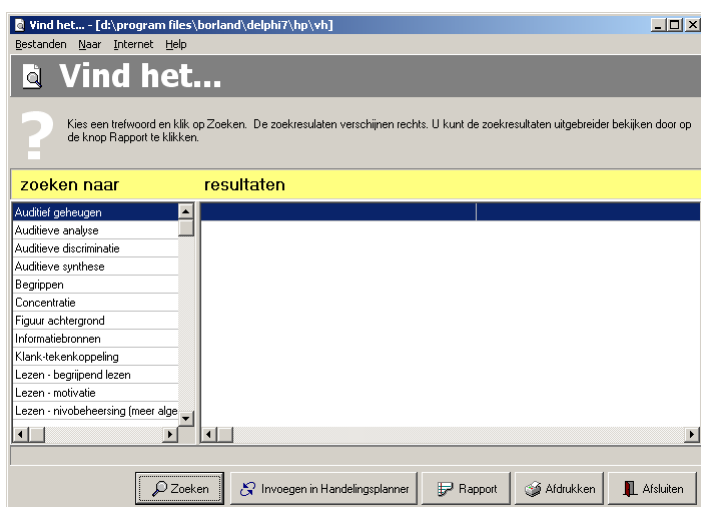 Vind het... - [d:\program files\borland\delphi7\hp\vh]
Bestanden Naar Internet Help
Vind het...
?
Kies een trefwoord en klik op Zoeken. De zoekresulaten verschijnen rechts. U kunt de zoekresultaten uitgebreider bekijken door op
de knop Rapport te klikken.
zoeken naar resultaten
Auditief geheugen
Auditieve analyse
Auditieve discriminatie
Auditieve synthese
Begrippen
Concentratie
Figuur achtergrond
Informatiebronnen
Klank-tekenkoppeling
Lezen - begrijpend lezen
Lezen - motivatie
Lezen - nivobeheersing (meer alge
Zoeken Invoegen in Handelingsplanner Rapport Afdrukken Afsluiten